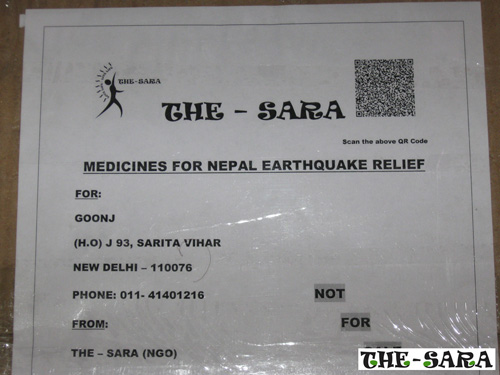 THE-SARA
THE - SARA
Scan the above QR Code
MEDICINES FOR NEPAL EARTHQUAKE RELIEF
FOR:
GOONJ
(H.O) J 93, SARITA VIHAR
NEW DELHI – 110076
PHONE: 011- 41401216
NOT
FROM:
FOR
THE – SARA (NGO)
THE-SARA